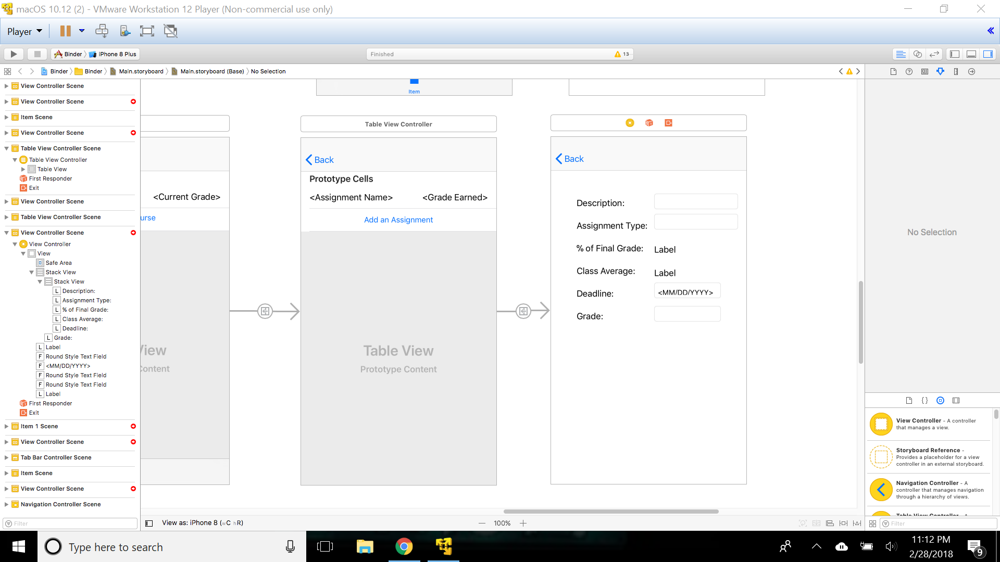 macOS 10.12 (2) - VMware Workstation 12 Player (Non-commercial use only)
Player
Binder iPhone 8 Plus
Finished
13
Binder Binder Main.storyboard Main.storyboard (Base) No Selection
View Controller Scene
View Controller Scene
Item Scene
View Controller Scene
Table View Controller Scene
Table View Controller
Table View
First Responder
Exit
View Controller Scene
Table View Controller Scene
View Controller Scene
View Controller
View
Safe Area
Stack View
Stack View
L Description:
L Assignment Type:
L % of Final Grade:
L Class Average:
L Deadline:
L Grade:
L Label
F Round Style Text Field
F <MM/DD/YYYY>
F Round Style Text Field
F Round Style Text Field
L Label
First Responder
Exit
Item 1 Scene
View Controller Scene
Tab Bar Controller Scene
Item Scene
View Controller Scene
Navigation Controller Scene
Filter
Item
<Current Grade>
urse
View
Content
Table View Controller
Back
Prototype Cells
<Assignment Name> <Grade Earned>
Add an Assignment
Table View
Prototype Content
Back
Description:
Assignment Type:
% of Final Grade: Label
Class Average: Label
Deadline: <MM/DD/YYYY>
Grade:
View as: iPhone 8 (wC hR)
100%
No Selection
{}
View Controller - A controller
that manages a view.
Storyboard Reference -
Provides a placeholder for a view
controller in an external storyboard.
Navigation Controller - A
controller that manages navigation
through a hierarchy of views.
Table View Controller - A
Filter
Type here to search
11:12 PM
2/28/2018
9